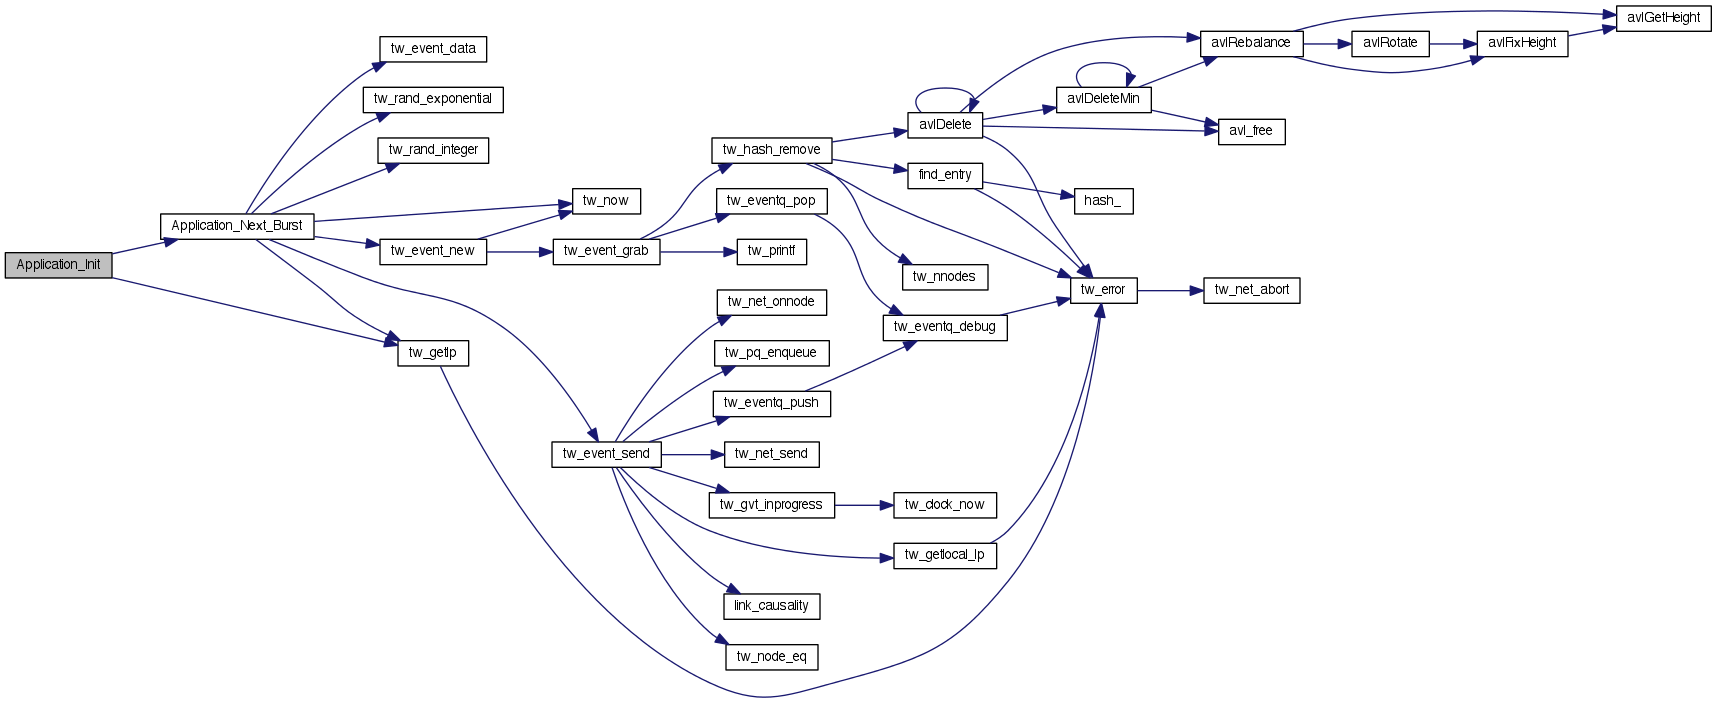 avlGetHeight
avlRebalance
avlRotate
avlFixHeight
tw_event_data
tw_rand_exponential
avlDeleteMin
avlDelete
avl_free
tw_rand_integer
tw_hash_remove
find_entry
tw_now
tw_eventq_pop
hash_
Application_Next_Burst
tw_event_new
tw_event_grab
tw_printf
Application_Init
tw_nnodes
tw_error
tw_net_abort
tw_net_onnode
tw_eventq_debug
tw_getlp
tw_pq_enqueue
tw_eventq_push
tw_event_send
tw_net_send
tw_gvt_inprogress
tw_clock_now
tw_getlocal_lp
link_causality
tw_node_eq